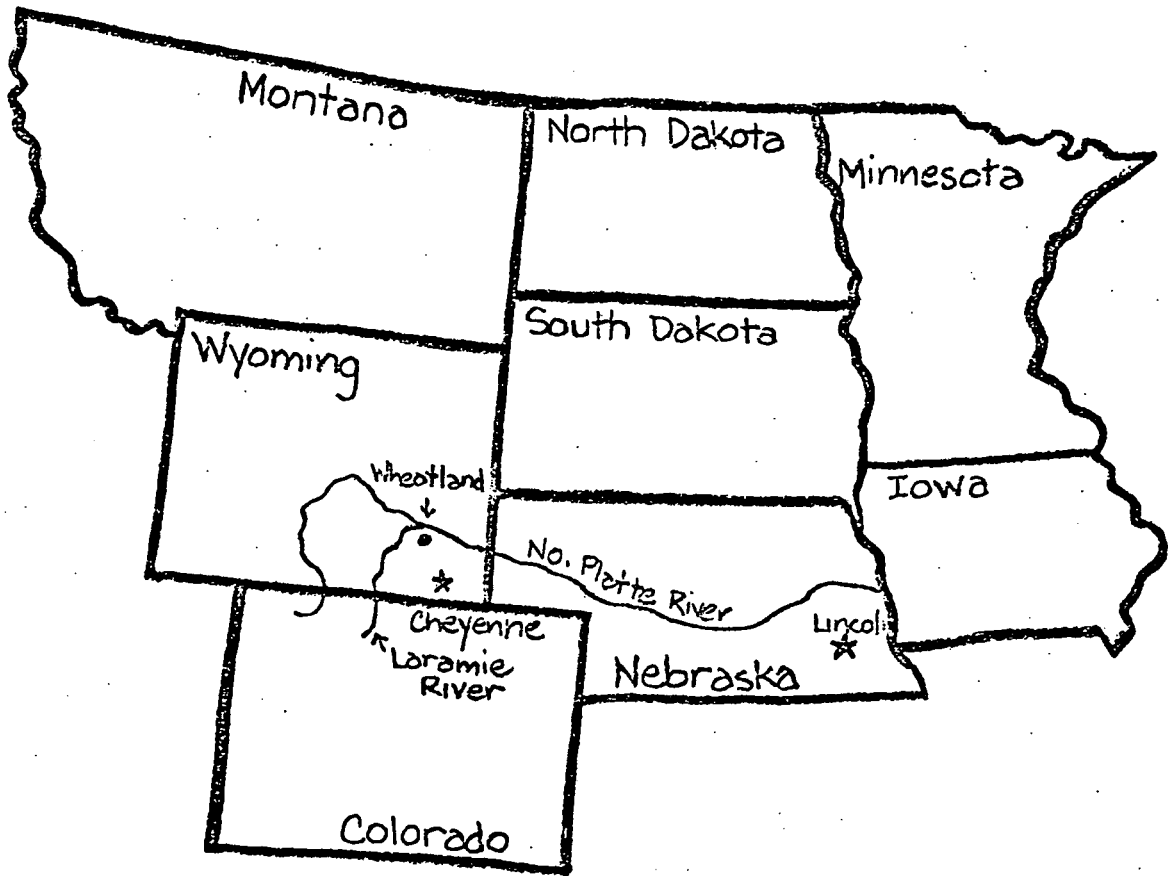 Montana
North Dakota
Minnesota
South Dakota
Wyoming
Wheatland
Iowa
No. Platte River
Cheyenne
Lincol
Laramie
River
Nebraska
Colorado